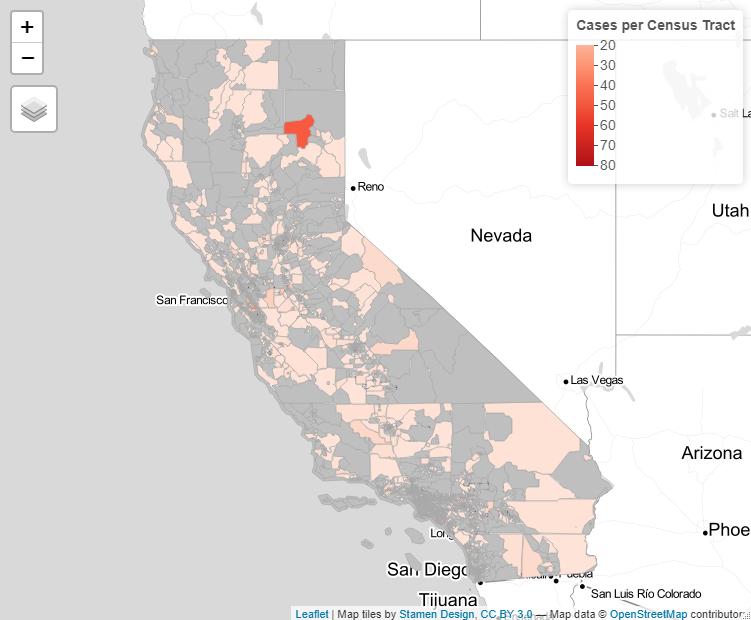 +
−
Cases per Census Tract
20
30
40
50
60
70
80
Salt La
Reno
Utah
Nevada
San Francisco
Las Vegas
Arizona
Phoe
Long
San Diego
San Luis Río Colorado
Tijuana
Leaflet | Map tiles by Stamen Design, CC BY 3.0 — Map data © OpenStreetMap contributors